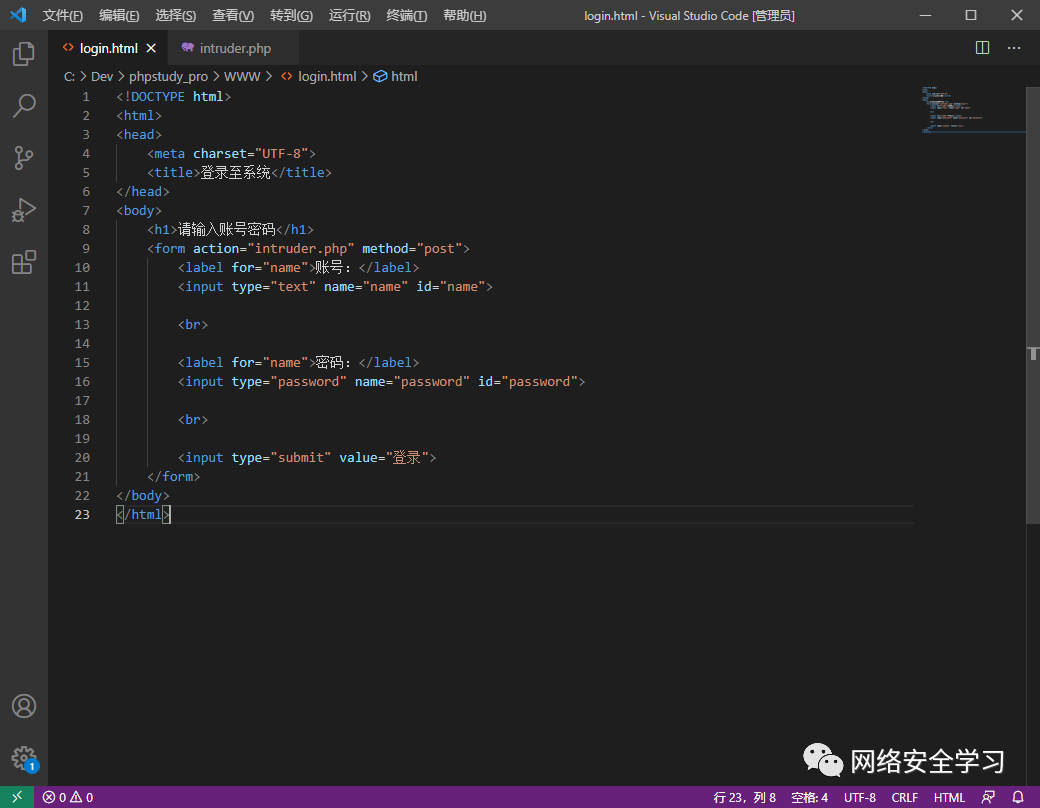 文件(F) 编辑(E) 选择(S) 查看(V) 转到(G) 运行(R) 终端(T) 帮助(H) login.html - Visual Studio Code [管理员]
login.html intruder.php
C: > Dev > phpstudy_pro > WWW > login.html > html
1 <!DOCTYPE html>
2 <html>
3 <head>
4 <meta charset="UTF-8">
5 <title>登录至系统</title>
6 </head>
7 <body>
8 <h1>请输入账号密码</h1>
9 <form action="intruder.php" method="post">
10 <label for="name">账号：</label>
11 <input type="text" name="name" id="name">
12
13 <br>
14
15 <label for="name">密码：</label>
16 <input type="password" name="password" id="password">
17
18 <br>
19
20 <input type="submit" value="登录">
21 </form>
22 </body>
23 </html>
1
网络安全学习
0 0 行 23，列 8 空格: 4 UTF-8 CRLF HTML